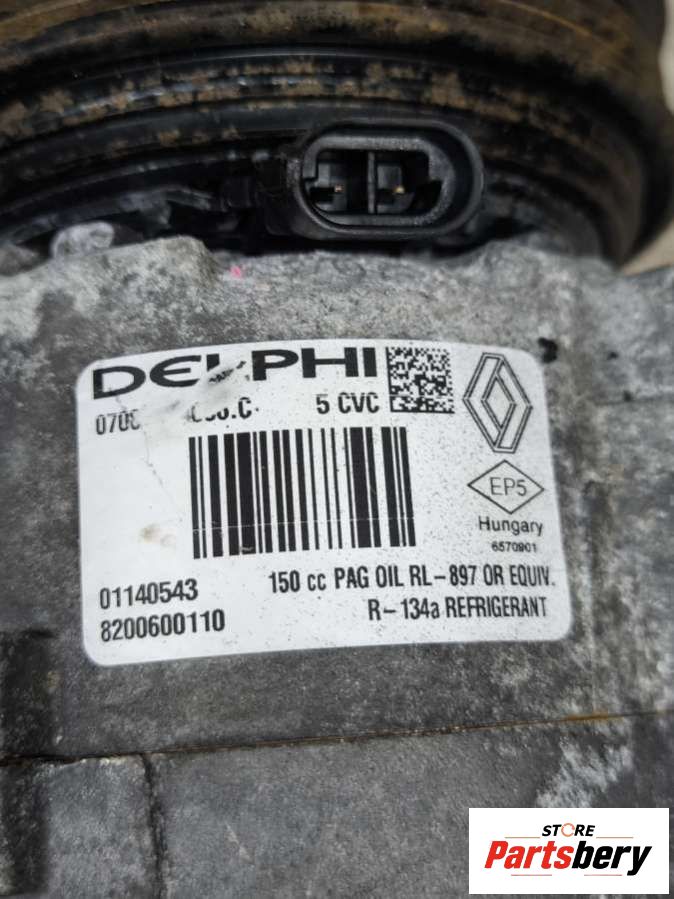 DELPHI
5 CVC
EP5
Hungary
6570901
01140543
150 cc PAG OIL RL-897 OR EQUIV.
8200600110
R-134a REFRIGERANT
STORE
Partsbery